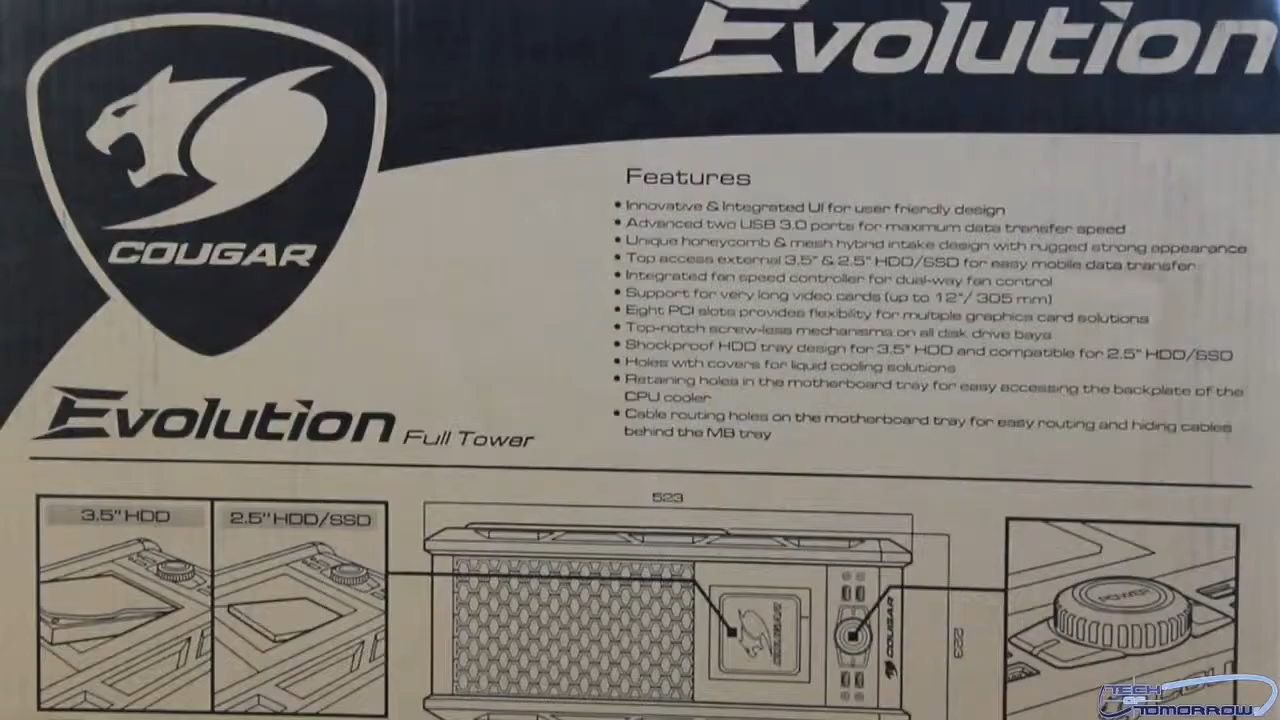 Evolution
COUGAR
Features
• Innovative & Integrated UI for user friendly design
• Advanced two USB 3.0 ports for maximum data transfer speed
• Unique honeycomb & mesh hybrid intake design with rugged strong appearance
• Top access external 3.5" & 2.5" HDD/SSD for easy mobile data transfer
• Integrated fan speed controller for dual-way fan control
• Support for very long video cards (up to 12"/ 305 mm)
• Eight PCI slots provides flexibility for multiple graphics card solutions
• Top-notch screw-less mechanisms on all disk drive bays
• Shockproof HDD tray design for 3.5" HDD and compatible for 2.5" HDD/SSD
• Holes with covers for liquid cooling solutions
• Retaining holes in the motherboard tray for easy accessing the backplate of the
CPU cooler
• Cable routing holes on the motherboard tray for easy routing and hiding cables
behind the MB tray
Evolution Full Tower
523
3.5" HDD
2.5" HDD/SSD
COUGAR
COUGAR
223
POWER
TECH
OF
TOMORROW